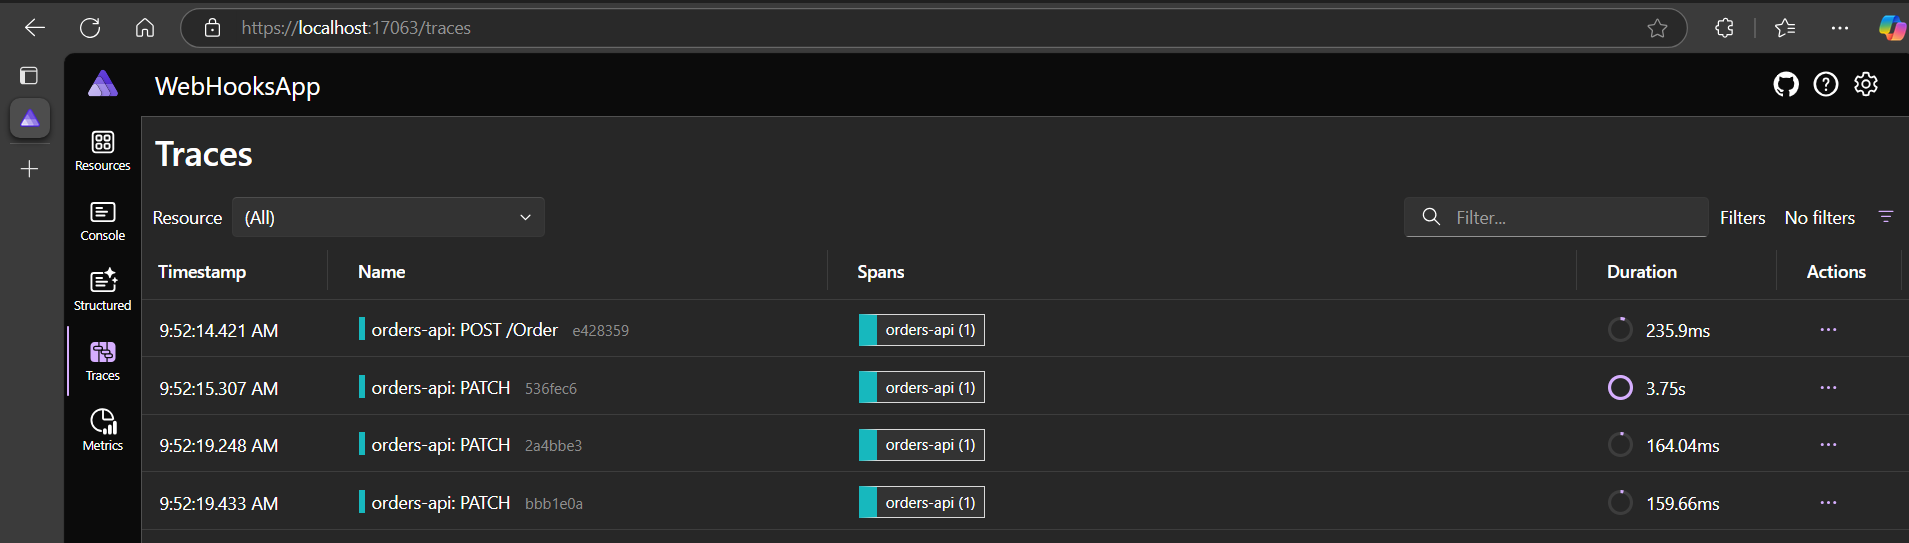 https://localhost:17063/traces
WebHooksApp
Resources
Console
Structured
Traces
Metrics
Traces
Resource (All) Filter... Filters No filters
Timestamp Name Spans Duration Actions
9:52:14.421 AM orders-api: POST /Order e428359 orders-api (1) 235.9ms
9:52:15.307 AM orders-api: PATCH 536fec6 orders-api (1) 3.75s
9:52:19.248 AM orders-api: PATCH 2a4bbe3 orders-api (1) 164.04ms
9:52:19.433 AM orders-api: PATCH bbb1e0a orders-api (1) 159.66ms